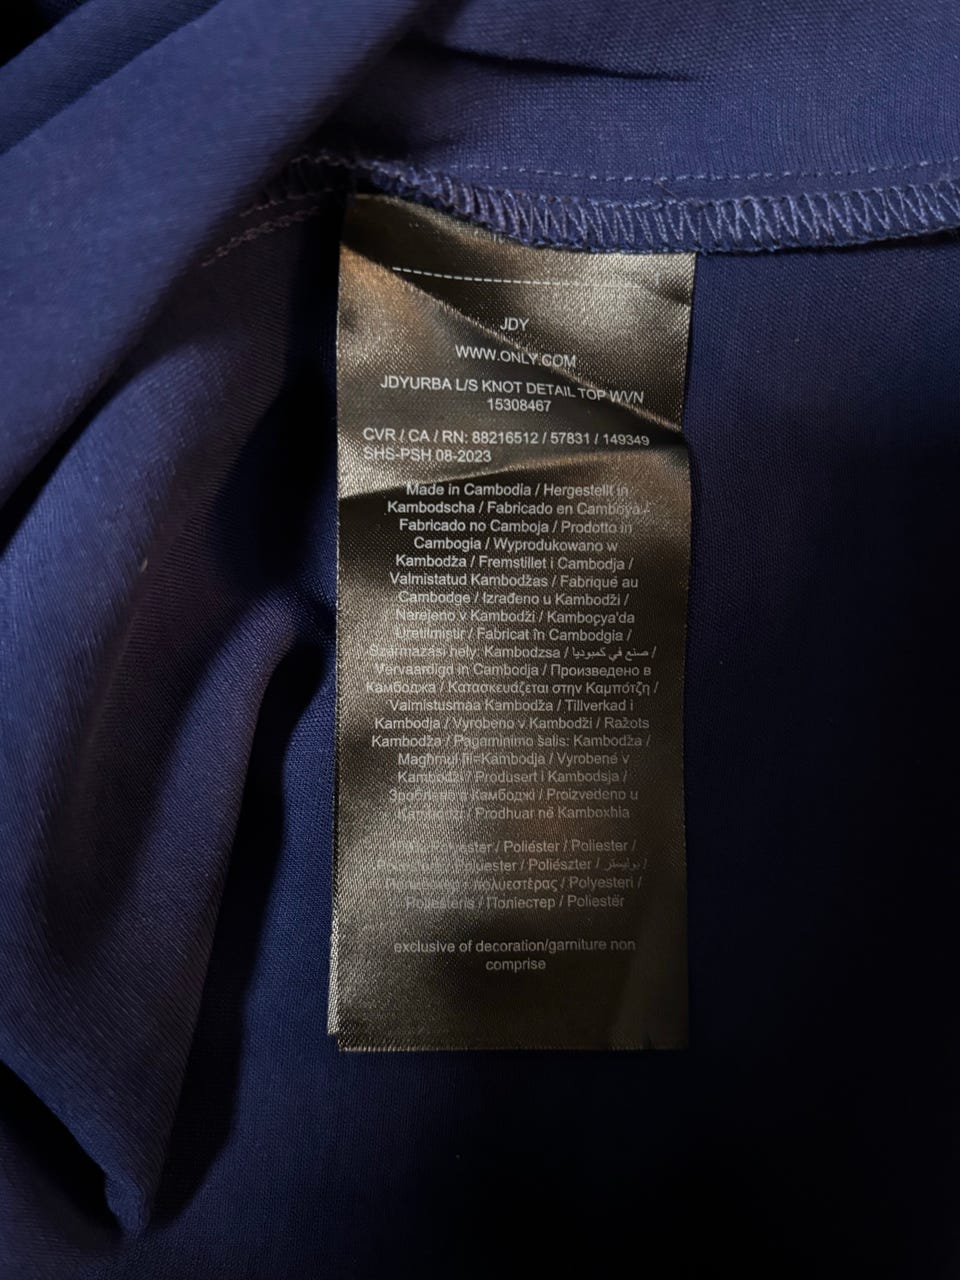 JDY
WWW.ONLY.COM
JDYURBA L/S KNOT DETAIL TOP WVN
15308467
CVR / CA / RN: 88216512 / 57831 / 149349
SHS-PSH 08-2023
Made in Cambodia / Hergestellt in
Kambodscha / Fabricado en Camboya /
Fabricado no Camboja / Prodotto in
Cambogia / Wyprodukowano w
Kambodża / Fremstillet i Cambodja /
Valmistatud Kambodžas / Fabriqué au
Cambodge / Izrađeno u Kambodži /
Narejeno v Kambodži / Kamboçya'da
Üretilmiştir / Fabricat în Cambodgia /
Származási hely: Kambodzsa / صنع في كمبوديا /
Vervaardigd in Cambodja / Произведено в
Камбоджа / Κατασκευάζεται στην Καμπότζη /
Valmistusmaa Kambodža / Tillverkad i
Kambodja / Vyrobeno v Kambodži / Ražots
Kambodža / Pagaminimo šalis: Kambodža /
Magħmul fil-Kambodja / Vyrobené v
Kambodži / Produsert i Kambodsja /
Зроблено в Камбоджі / Proizvedeno u
Kambodži / Prodhuar në Kamboxhia
/ Poliéster / Poliester /
/ Poliészter / بوليستر /
/ πολυεστέρας / Polyesteri /
Poliesteris / Поліестер / Poliestër
exclusive of decoration/garniture non
comprise